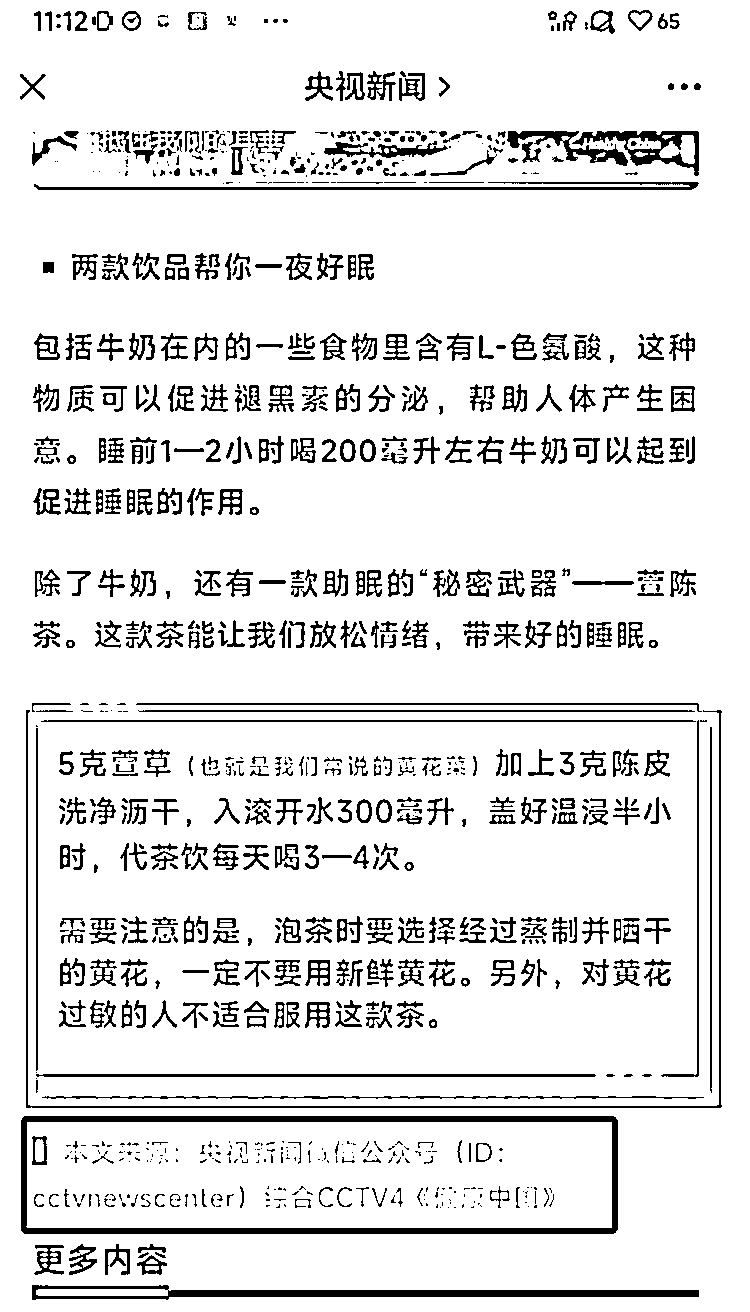 11:12
65
央视新闻
两款饮品帮你一夜好眠
包括牛奶在内的一些食物里含有L-色氨酸，这种
物质可以促进褪黑素的分泌，帮助人体产生困
意。睡前1—2小时喝200毫升左右牛奶可以起到
促进睡眠的作用。
除了牛奶，还有一款助眠的“秘密武器”——萱陈
茶。这款茶能让我们放松情绪，带来好的睡眠。
5克萱草（也就是我们常说的黄花菜）加上3克陈皮
洗净沥干，入滚开水300毫升，盖好温浸半小
时，代茶饮每天喝3—4次。
需要注意的是，泡茶时要选择经过蒸制并晒干
的黄花，一定不要用新鲜黄花。另外，对黄花
过敏的人不适合服用这款茶。
本文来源：央视新闻微信公众号（ID：
cctvnewscenter）综合CCTV4《健康中国》
更多内容